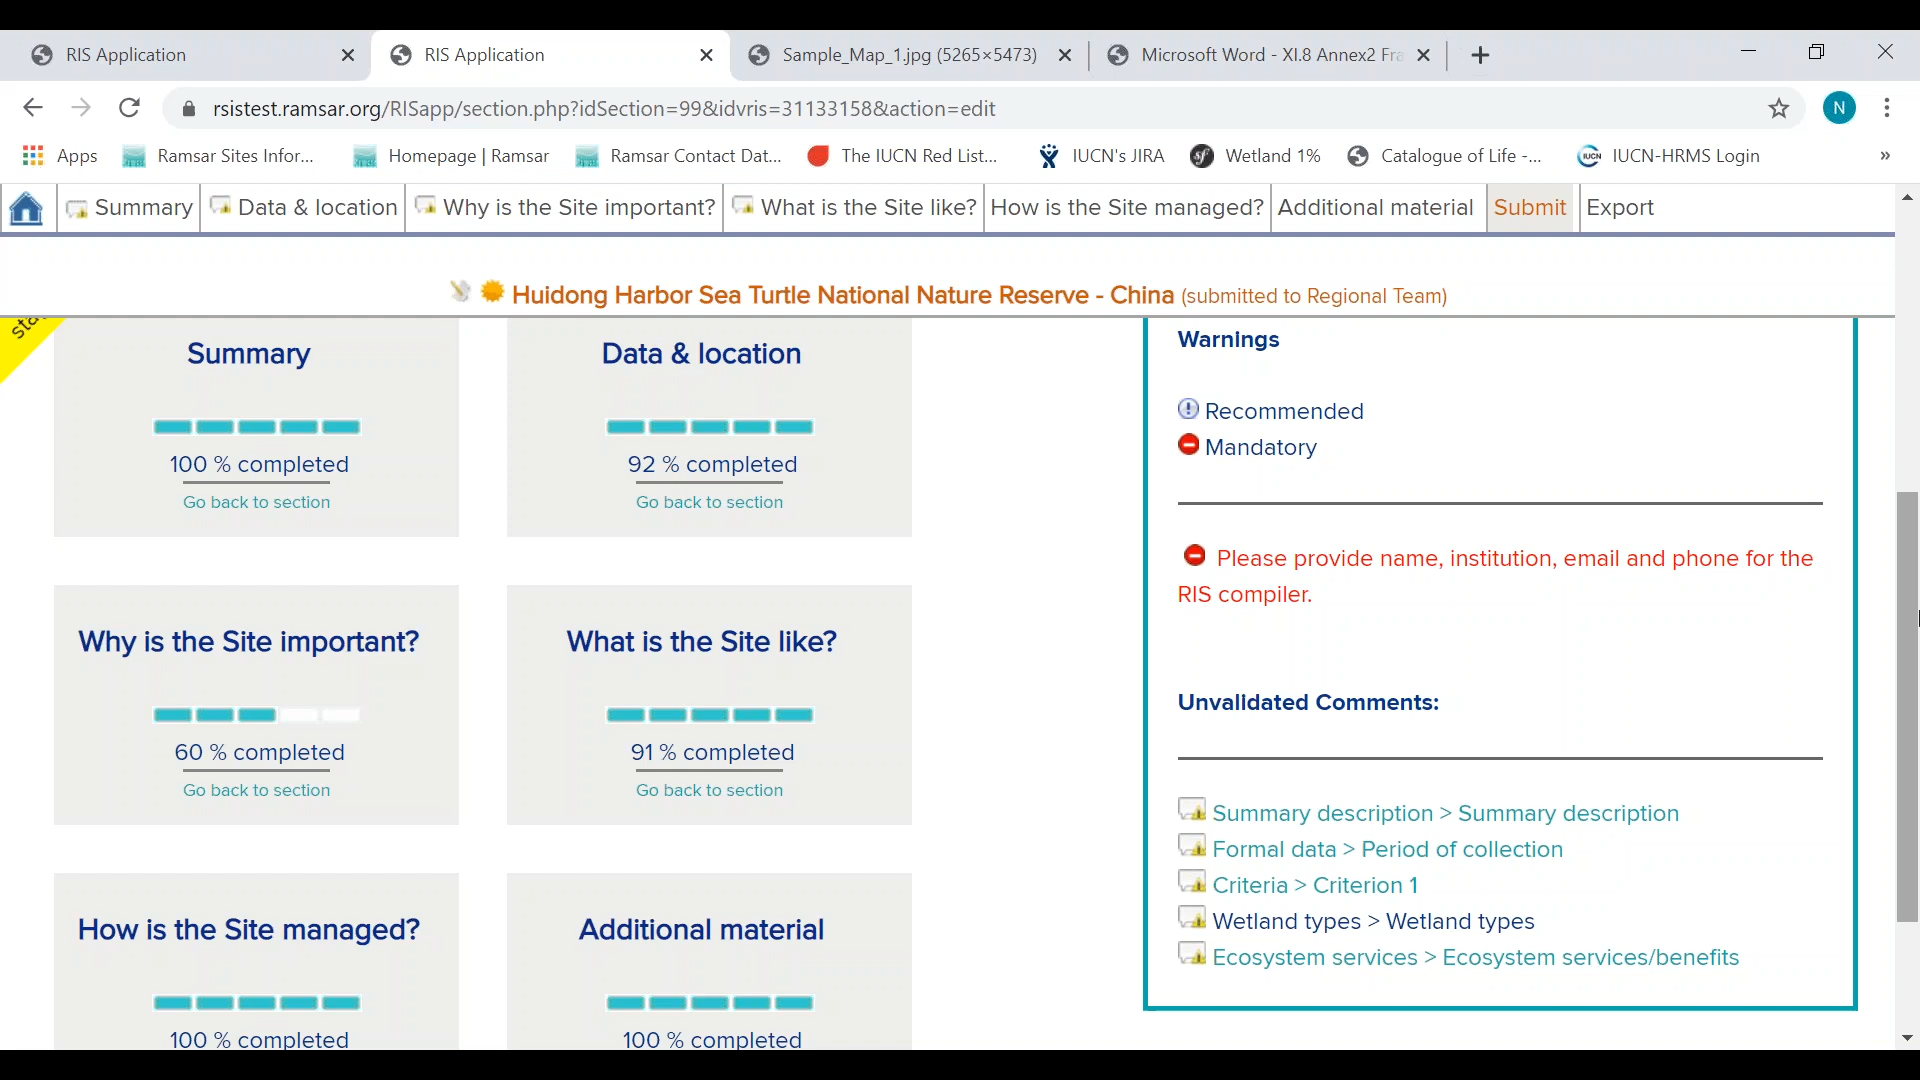 RIS Application
RIS Application
Sample_Map_1.jpg (5265×5473)
Microsoft Word - XI.8 Annex2 Fra
rsistest.ramsar.org/RISapp/section.php?idSection=99&idvris=31133158&action=edit
N
Apps
Ramsar Sites Infor...
Homepage | Ramsar
Ramsar Contact Dat...
The IUCN Red List...
IUCN's JIRA
Wetland 1%
Catalogue of Life -...
IUCN-HRMS Login
»
Summary
Data & location
Why is the Site important?
What is the Site like?
How is the Site managed?
Additional material
Submit
Export
Huidong Harbor Sea Turtle National Nature Reserve - China (submitted to Regional Team)
Summary
100 % completed
Go back to section
Data & location
92 % completed
Go back to section
Why is the Site important?
60 % completed
Go back to section
What is the Site like?
91 % completed
Go back to section
How is the Site managed?
100 % completed
Additional material
100 % completed
Warnings
Recommended
Mandatory
Please provide name, institution, email and phone for the
RIS compiler.
Unvalidated Comments:
Summary description > Summary description
Formal data > Period of collection
Criteria > Criterion 1
Wetland types > Wetland types
Ecosystem services > Ecosystem services/benefits